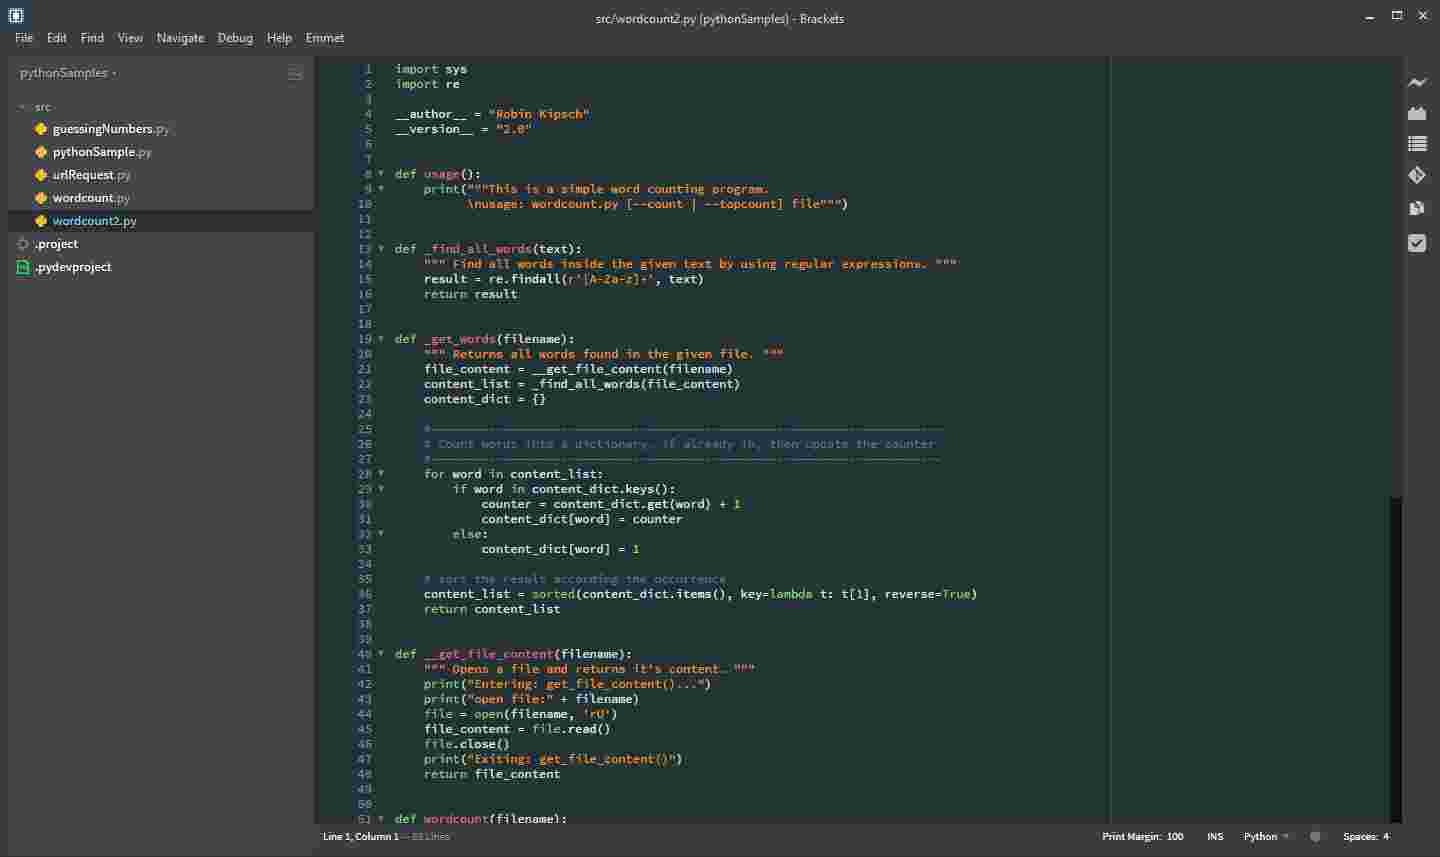 src/wordcount2.py (pythonSamples) - Brackets
File Edit Find View Navigate Debug Help Emmet
pythonSamples
src
guessingNumbers.py
pythonSample.py
urlRequest.py
wordcount.py
wordcount2.py
.project
.pydevproject
1 import sys
2 import re
3
4 __author__ = "Robin Kipsch"
5 __version__ = "2.0"
6
7
8 def usage():
9 print("""This is a simple word counting program.
10 \nusage: wordcount.py [--count | --topcount] file""")
11
12
13 def _find_all_words(text):
14 """ Find all words inside the given text by using regular expressions. """
15 result = re.findall(r'[A-Za-z]+', text)
16 return result
17
18
19 def _get_words(filename):
20 """ Returns all words found in the given file. """
21 file_content = __get_file_content(filename)
22 content_list = _find_all_words(file_content)
23 content_dict = {}
24
25
26 # Count words into a dictionary, if already in, then update the counter
27
28 for word in content_list:
29 if word in content_dict.keys():
30 counter = content_dict.get(word) + 1
31 content_dict[word] = counter
32 else:
33 content_dict[word] = 1
34
35 # sort the result according the occurrence
36 content_list = sorted(content_dict.items(), key=lambda t: t[1], reverse=True)
37 return content_list
38
39
40 def __get_file_content(filename):
41 """ Opens a file and returns it's content. """
42 print("Entering: get_file_content()...")
43 print("open file:" + filename)
44 file = open(filename, 'rU')
45 file_content = file.read()
46 file.close()
47 print("Exiting: get_file_content()")
48 return file_content
49
50
51 def wordcount(filename):
Line 1, Column 1 — Lines
Print Margin: 100 INS Python Spaces: 4